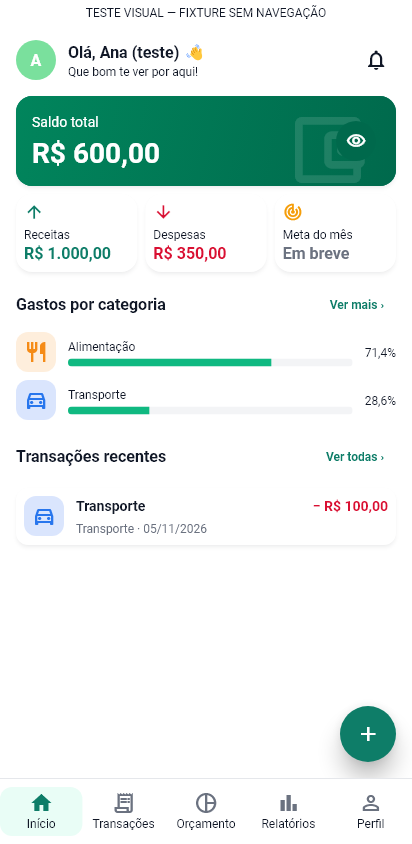 TESTE VISUAL — FIXTURE SEM NAVEGAÇÃO
A
Olá, Ana (teste) 👋
Que bom te ver por aqui!
Saldo total
R$ 600,00
Receitas
R$ 1.000,00
Despesas
R$ 350,00
Meta do mês
Em breve
Gastos por categoria
Ver mais ›
Alimentação
71,4%
Transporte
28,6%
Transações recentes
Ver todas ›
Transporte
− R$ 100,00
Transporte · 05/11/2026
Início
Transações
Orçamento
Relatórios
Perfil